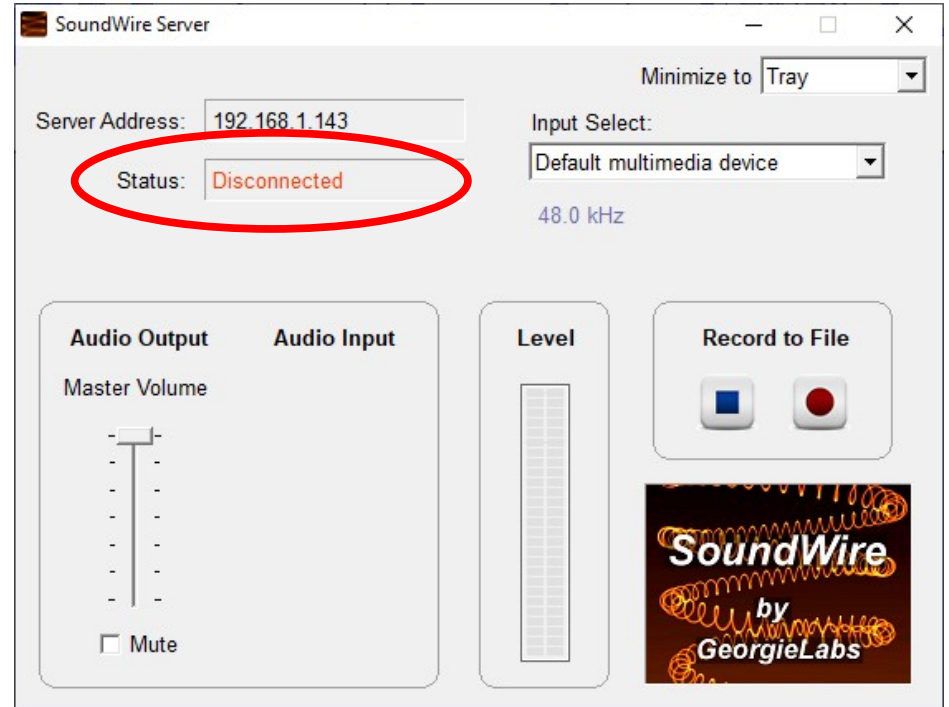 SoundWire Server
Minimize to Tray
Server Address: 192.168.1.143
Input Select:
Default multimedia device
Status: Disconnected
48.0 kHz
Audio Output Audio Input
Level
Record to File
Master Volume
Mute
SoundWire
by
GeorgieLabs